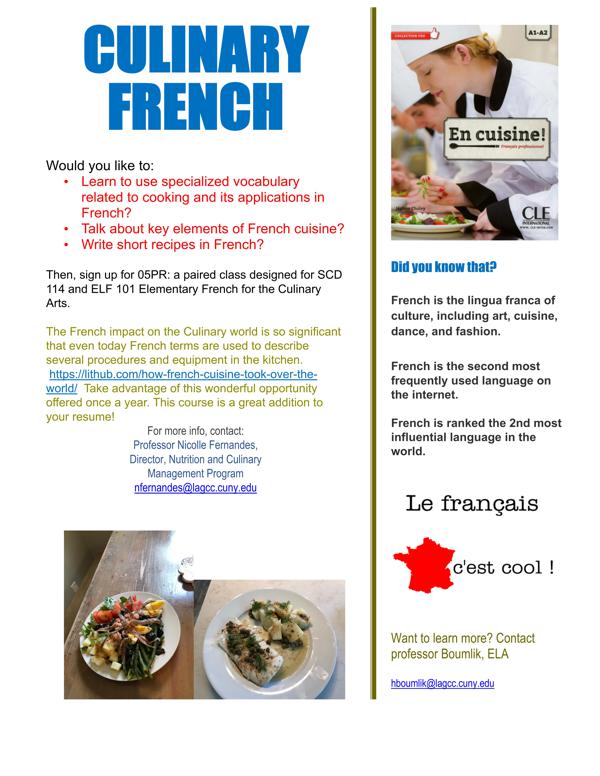 CULINARY
FRENCH
Would you like to:
• Learn to use specialized vocabulary
related to cooking and its applications in
French?
• Talk about key elements of French cuisine?
• Write short recipes in French?
Then, sign up for 05PR: a paired class designed for SCD
114 and ELF 101 Elementary French for the Culinary
Arts.
The French impact on the Culinary world is so significant
that even today French terms are used to describe
several procedures and equipment in the kitchen.
https://lithub.com/how-french-cuisine-took-over-the-
world/ Take advantage of this wonderful opportunity
offered once a year. This course is a great addition to
your resume!
For more info, contact:
Professor Nicolle Fernandes,
Director, Nutrition and Culinary
Management Program
nfernandes@lagcc.cuny.edu
A1-A2
En cuisine!
Français professionnel
CLE
INTERNATIONAL
Did you know that?
French is the lingua franca of
culture, including art, cuisine,
dance, and fashion.
French is the second most
frequently used language on
the internet.
French is ranked the 2nd most
influential language in the
world.
Le français
c'est cool !
Want to learn more? Contact
professor Boumlik, ELA
hboumlik@lagcc.cuny.edu